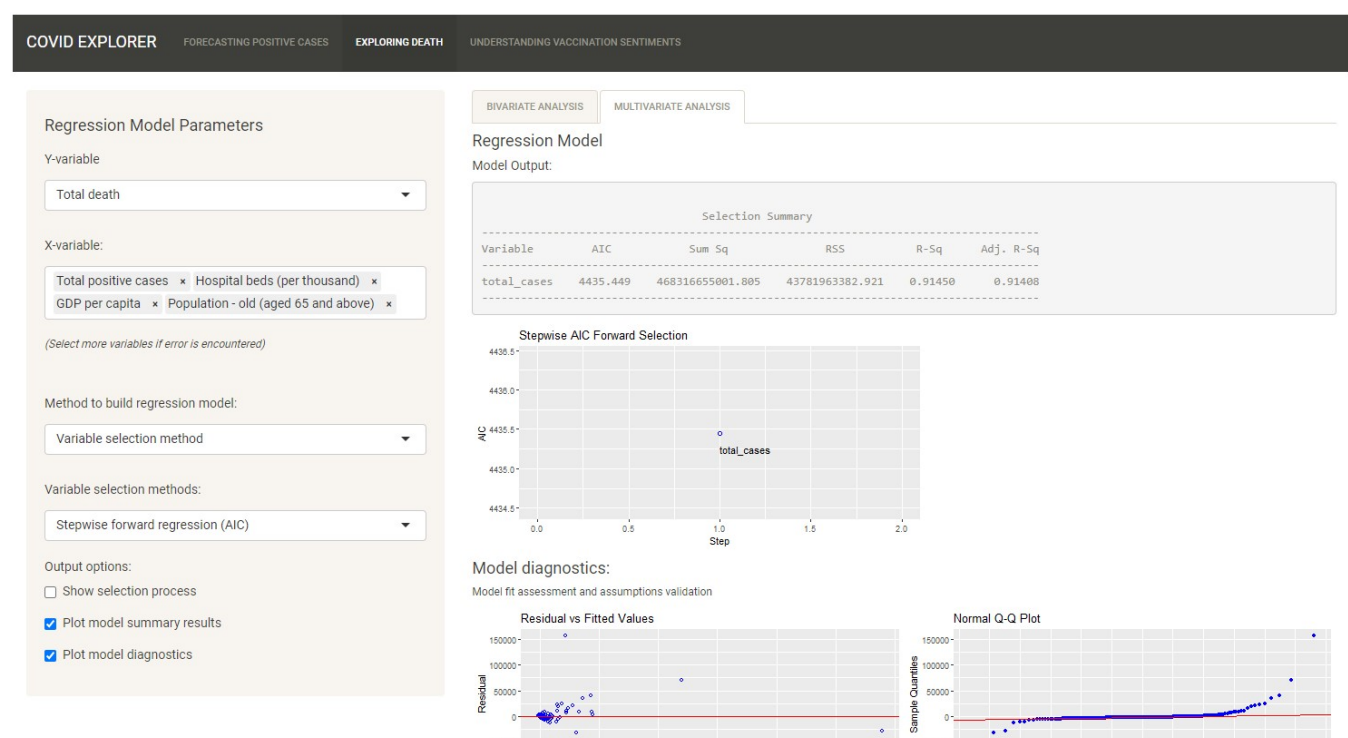 COVID EXPLORER FORECASTING POSITIVE CASES EXPLORING DEATH UNDERSTANDING VACCINATION SENTIMENTS
Regression Model Parameters
Y-variable
Total death
X-variable:
Total positive cases × Hospital beds (per thousand) ×
GDP per capita × Population - old (aged 65 and above) ×
(Select more variables if error is encountered)
Method to build regression model:
Variable selection method
Variable selection methods:
Stepwise forward regression (AIC)
Output options:
Show selection process
Plot model summary results
Plot model diagnostics
BIVARIATE ANALYSIS MULTIVARIATE ANALYSIS
Regression Model
Model Output:
Selection Summary
Variable AIC Sum Sq RSS R-Sq Adj. R-Sq
total_cases 4435.449 468316655001.805 43781963382.921 0.91450 0.91408
Stepwise AIC Forward Selection
4436.5
4436.0
4435.5
4435.0
4434.5
AIC
total_cases
0.0 0.5 1.0 1.5 2.0
Step
Model diagnostics:
Model fit assessment and assumptions validation
Residual vs Fitted Values
150000
100000
50000
0
Residual
Normal Q-Q Plot
150000
100000
50000
0
Sample Quantiles